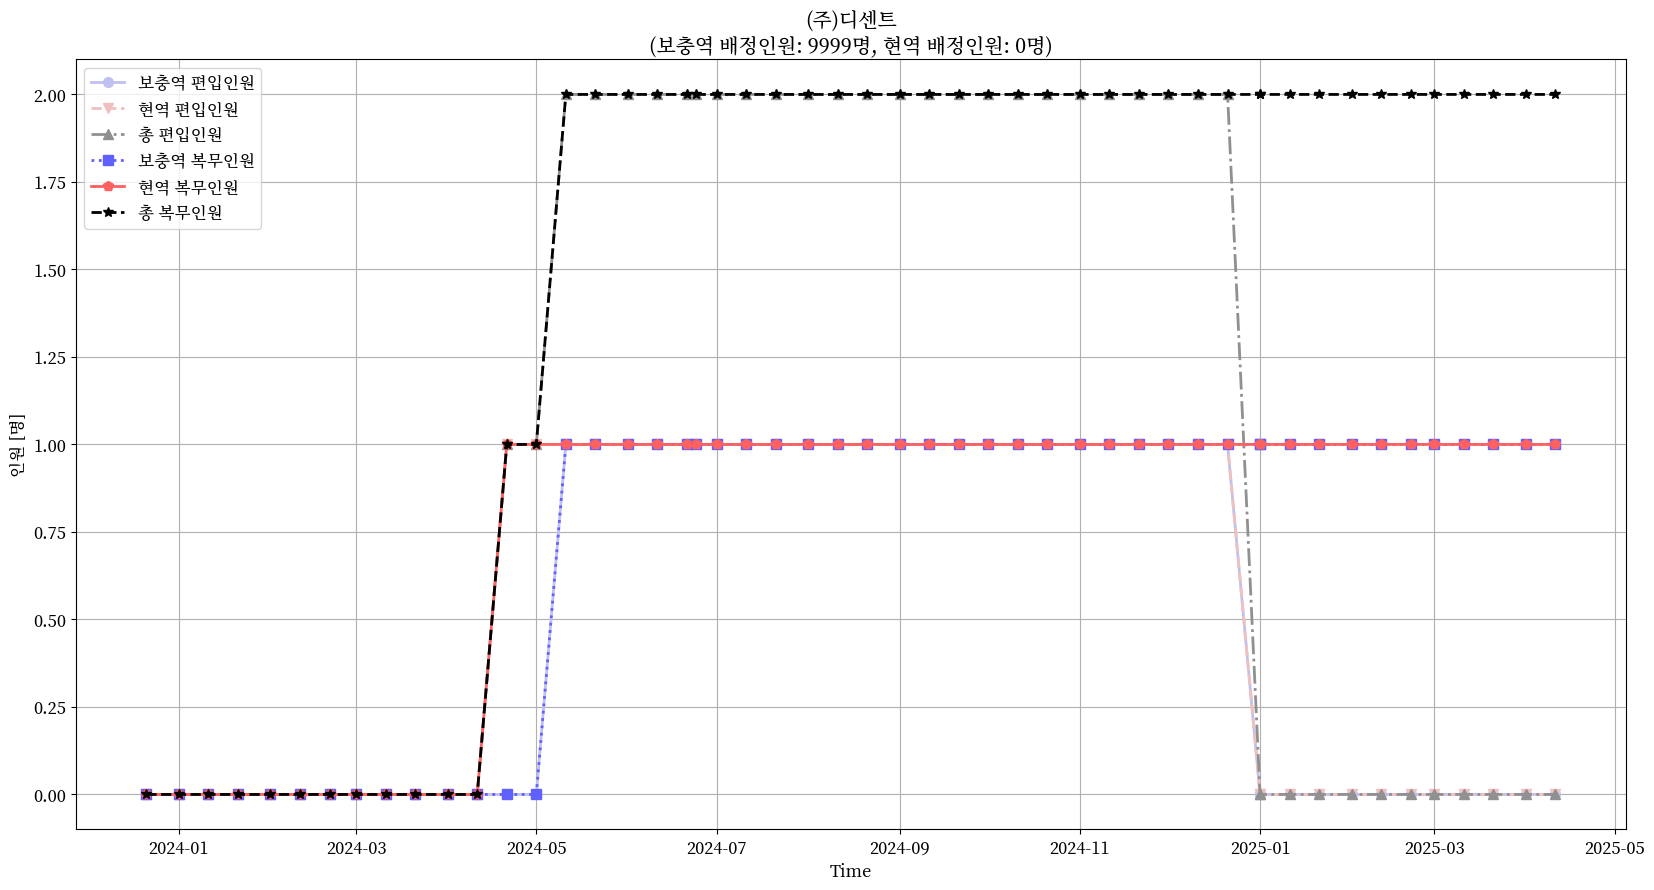 (주)디센트
(보충역 배정인원: 9999명, 현역 배정인원: 0명)
보충역 편입인원
현역 편입인원
총 편입인원
보충역 복무인원
현역 복무인원
총 복무인원
2.00
1.75
1.50
1.25
1.00
0.75
0.50
0.25
0.00
인원 [명]
2024-01
2024-03
2024-05
2024-07
2024-09
2024-11
2025-01
2025-03
2025-05
Time